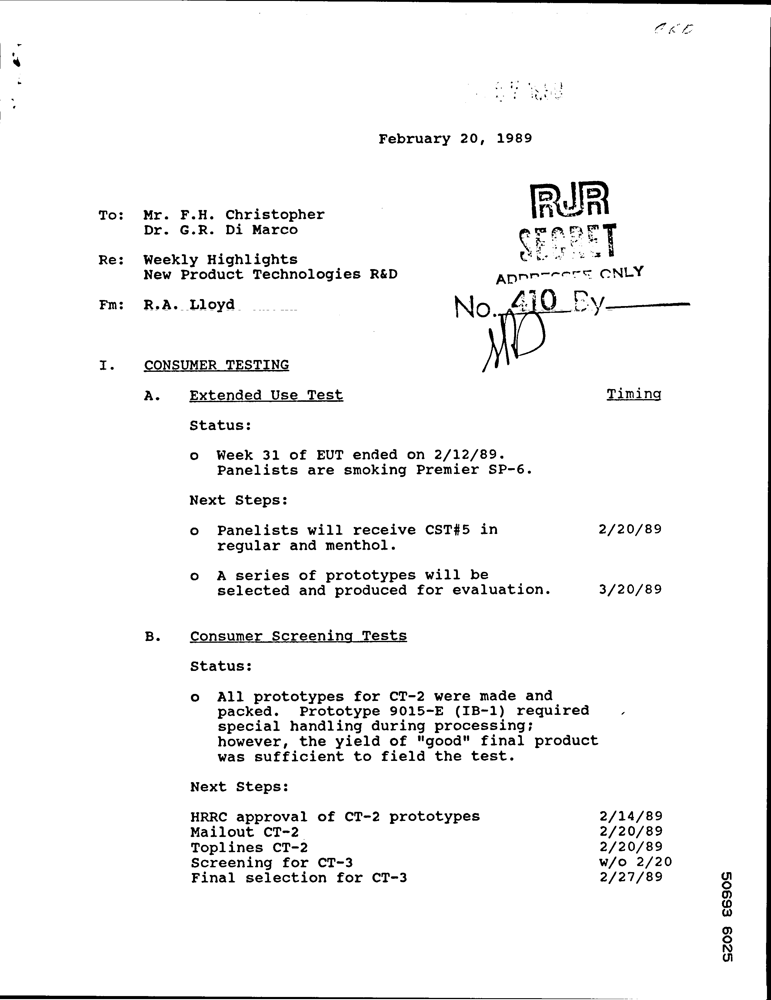 February 20, 1989
RJR
SECRET
ONLY
No. 410 By
To: Mr. F.H. Christopher
Dr. G.R. Di Marco
Re: Weekly Highlights
New Product Technologies R&D
Fm: R.A. Lloyd
I. CONSUMER TESTING
A. Extended Use Test Timing
Status:
o Week 31 of EUT ended on 2/12/89.
Panelists are smoking Premier SP-6.
Next Steps:
o Panelists will receive CST#5 in 2/20/89
regular and menthol.
o A series of prototypes will be
selected and produced for evaluation. 3/20/89
B. Consumer Screening Tests
Status:
o All prototypes for CT-2 were made and
packed. Prototype 9015-E (IB-1) required
special handling during processing;
however, the yield of "good" final product
was sufficient to field the test.
Next Steps:
HRRC approval of CT-2 prototypes 2/14/89
Mailout CT-2 2/20/89
Toplines CT-2 2/20/89
Screening for CT-3 w/o 2/20
Final selection for CT-3 2/27/89
50693 6025